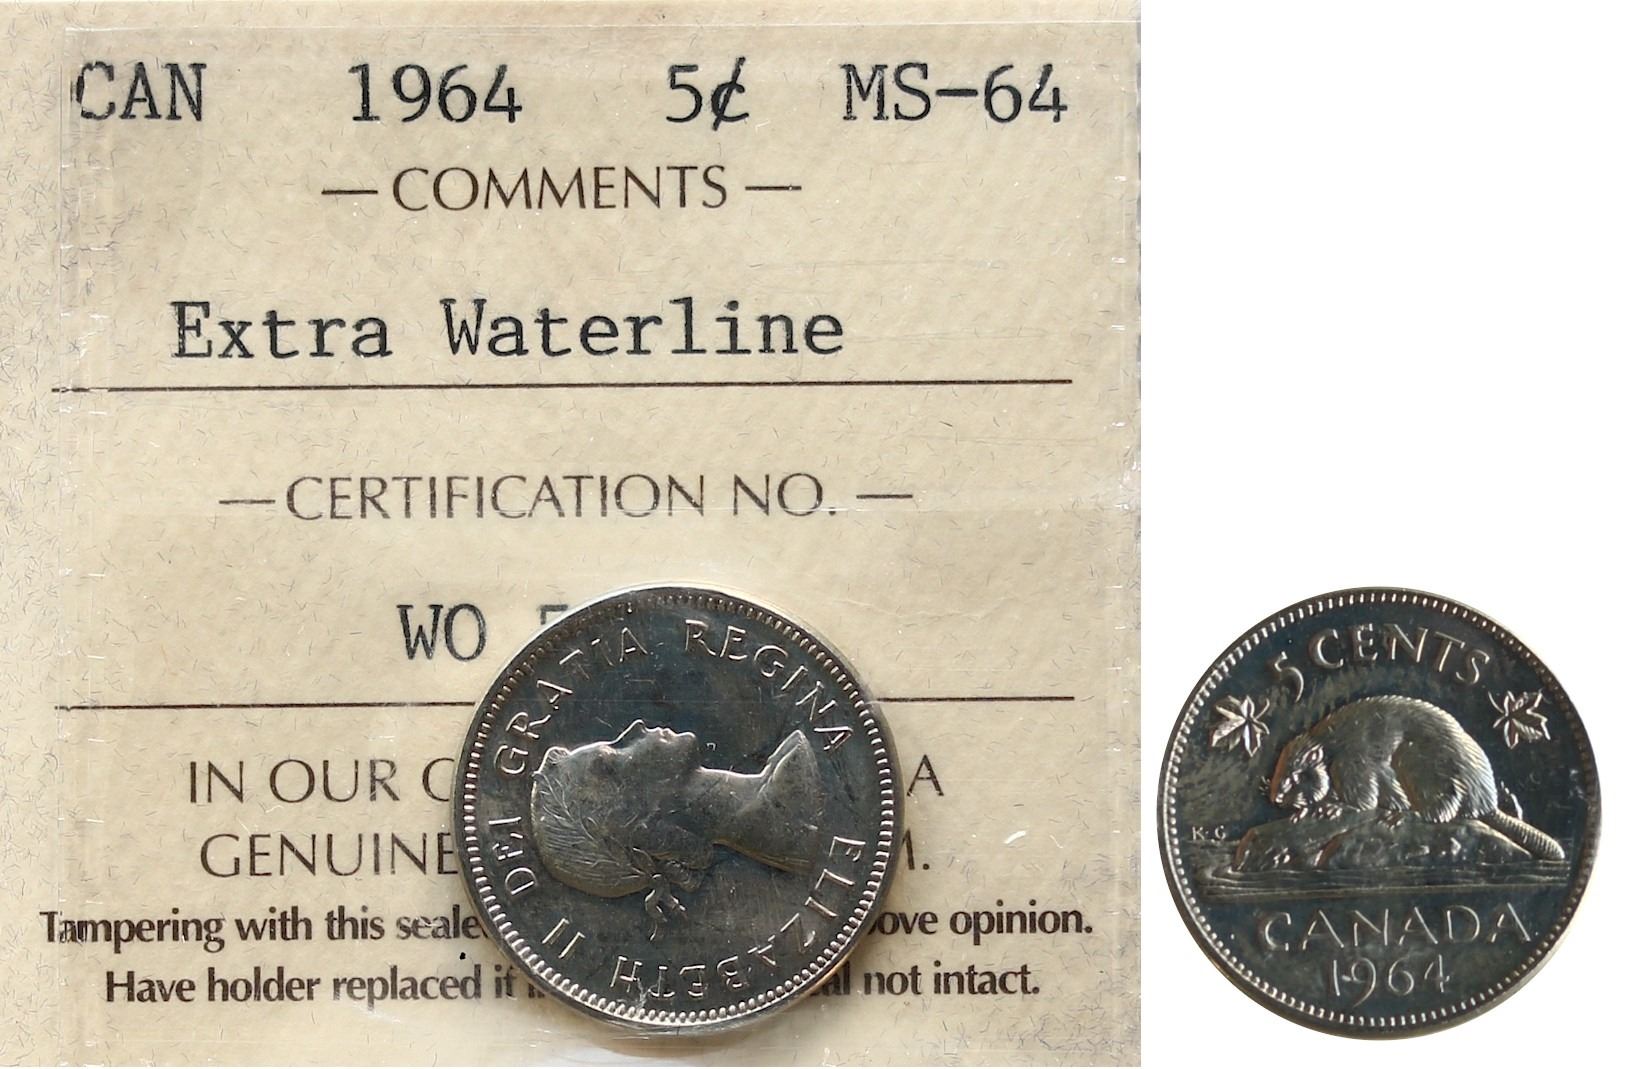 CAN 1964 5¢ MS-64
— COMMENTS —
Extra Waterline
— CERTIFICATION NO. —
WO
IN OUR A
GENUINE
Tampering with this ove opinion.
Have holder replaced if not intact.
ELIZABETH II DEI GRATIA REGINA
5 CENTS
K·G
CANADA
1964